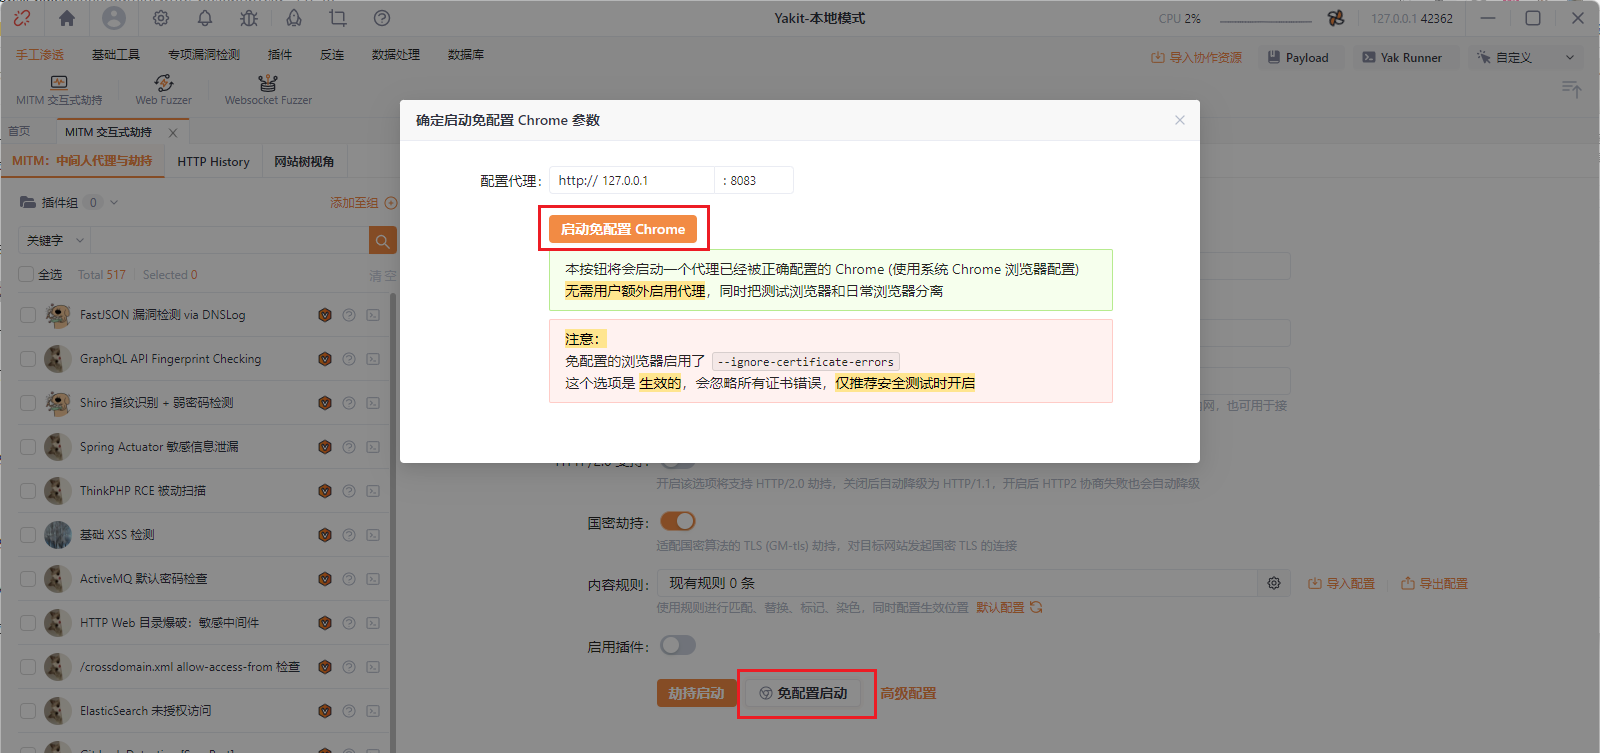 Yakit-本地模式
CPU 2%
127.0.0.1 42362
手工渗透 基础工具 专项漏洞检测 插件 反连 数据处理 数据库
导入协作资源 Payload Yak Runner 自定义
MITM 交互式劫持 Web Fuzzer Websocket Fuzzer
首页 MITM 交互式劫持
MITM：中间人代理与劫持 HTTP History 网站树视角
插件组 0 添加至组
关键字
全选 Total 517 Selected 0 清空
FastJSON 漏洞检测 via DNSLog
GraphQL API Fingerprint Checking
Shiro 指纹识别 + 弱密码检测
Spring Actuator 敏感信息泄漏
ThinkPHP RCE 被动扫描
基础 XSS 检测
ActiveMQ 默认密码检查
HTTP Web 目录爆破：敏感中间件
/crossdomain.xml allow-access-from 检查
ElasticSearch 未授权访问
确定启动免配置 Chrome 参数
配置代理： http:// 127.0.0.1 : 8083
启动免配置 Chrome
本按钮将会启动一个代理已经被正确配置的 Chrome (使用系统 Chrome 浏览器配置)
无需用户额外启用代理，同时把测试浏览器和日常浏览器分离
注意：
免配置的浏览器启用了 --ignore-certificate-errors
这个选项是 生效的，会忽略所有证书错误，仅推荐安全测试时开启
网，也可用于接
HTTP/2.0 支持：
开启该选项将支持 HTTP/2.0 劫持，关闭后自动降级为 HTTP/1.1，开启后 HTTP2 协商失败也会自动降级
国密劫持：
适配国密算法的 TLS (GM-tls) 劫持，对目标网站发起国密 TLS 的连接
内容规则： 现有规则 0 条 导入配置 导出配置
使用规则进行匹配、替换、标记、染色，同时配置生效位置 默认配置
启用插件：
劫持启动 免配置启动 高级配置